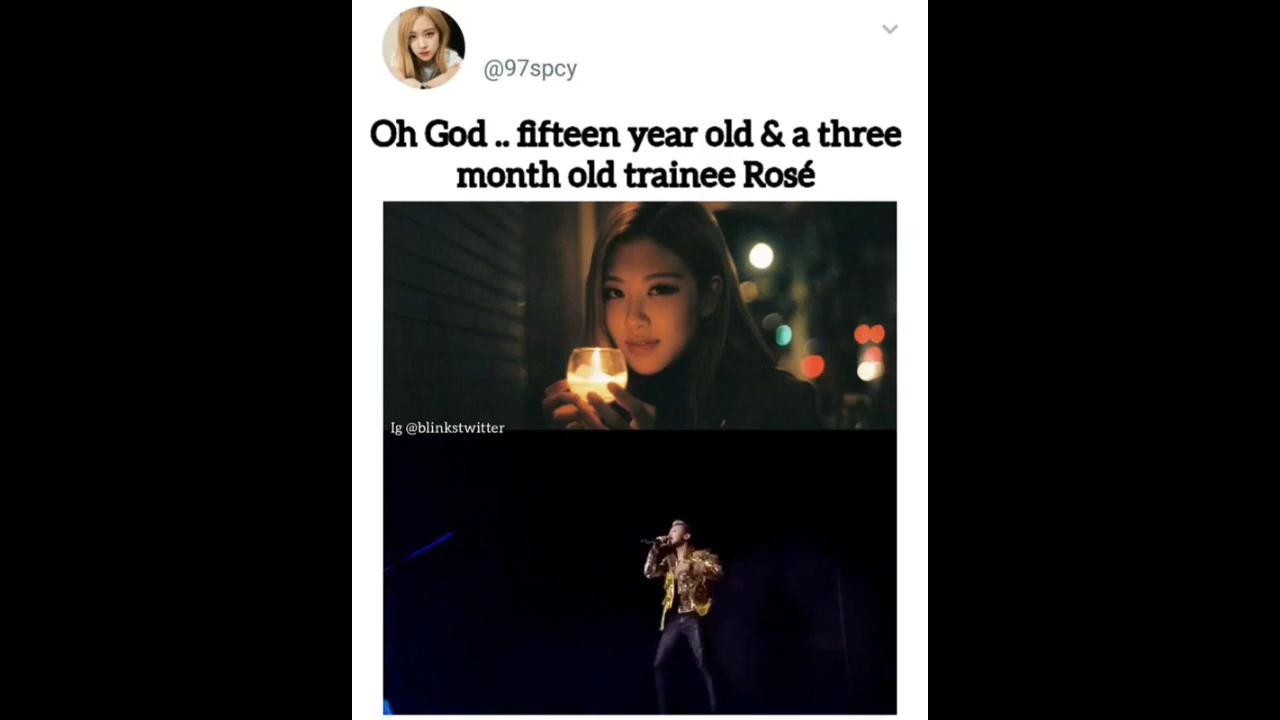 @97spcy
Oh God .. fifteen year old & a three
month old trainee Rosé
Ig @blinkstwitter